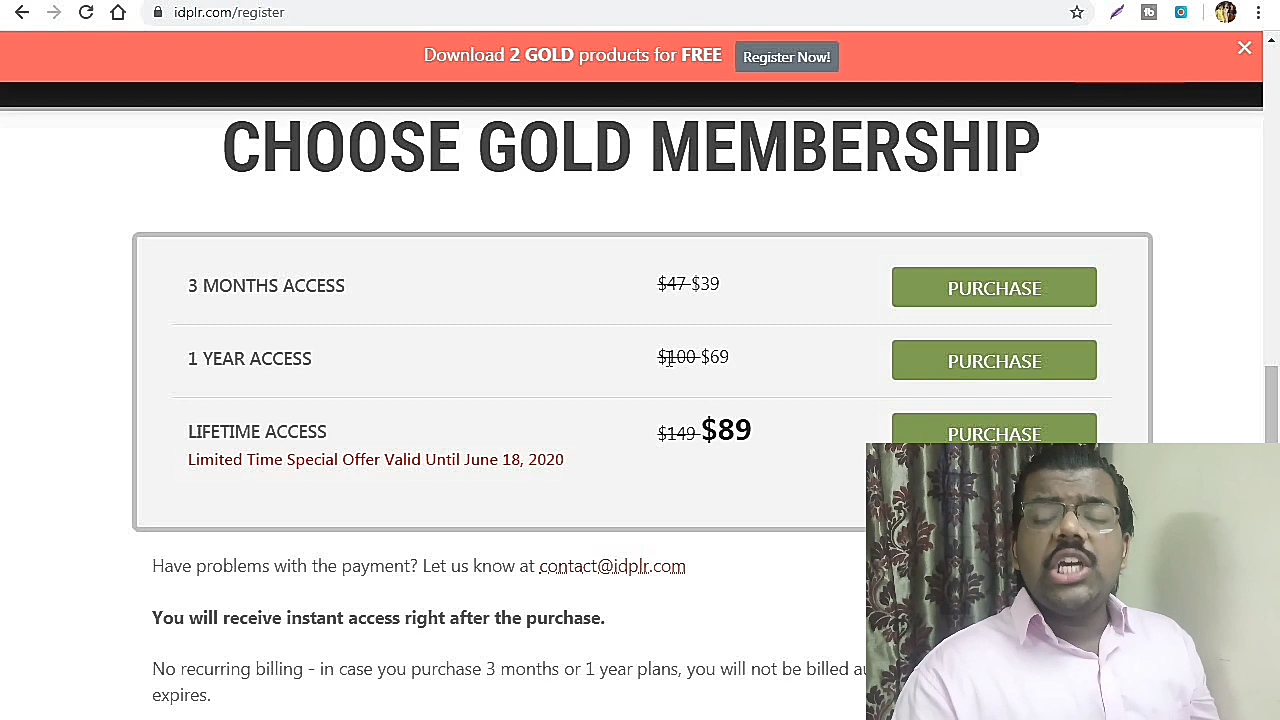 idplr.com/register
Download 2 GOLD products for FREE Register Now!
CHOOSE GOLD MEMBERSHIP
3 MONTHS ACCESS $47 $39 PURCHASE
1 YEAR ACCESS $100 $69 PURCHASE
LIFETIME ACCESS $149 $89 PURCHASE
Limited Time Special Offer Valid Until June 18, 2020
Have problems with the payment? Let us know at contact@idplr.com
You will receive instant access right after the purchase.
No recurring billing - in case you purchase 3 months or 1 year plans, you will not be billed
expires.